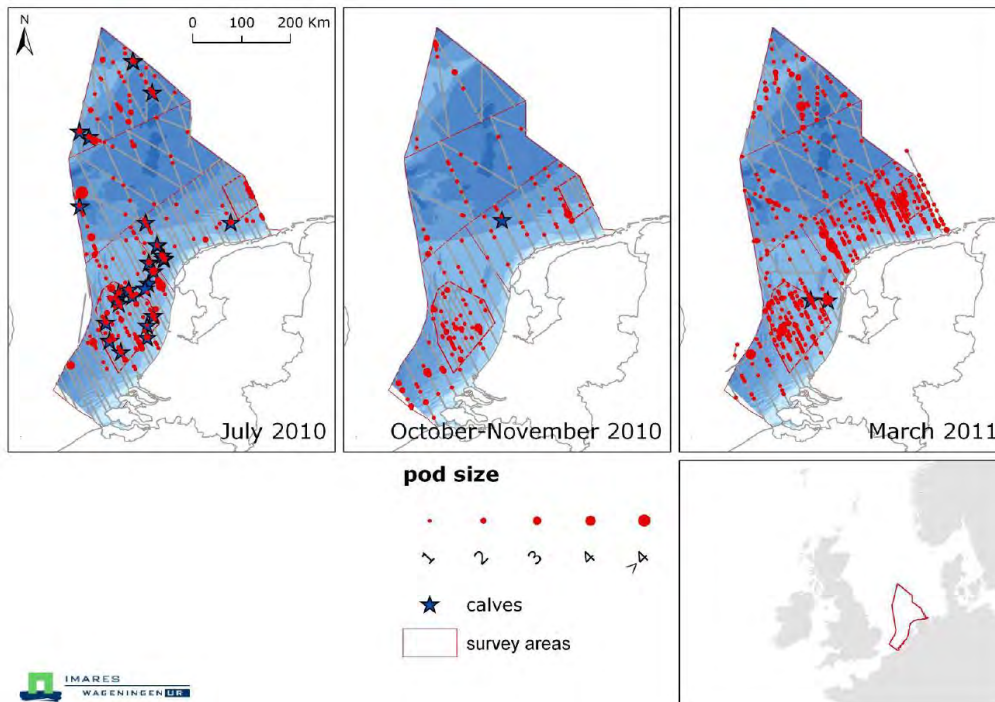 N
0 100 200 Km
July 2010
October-November 2010
March 2011
pod size
1 2 3 4 >4
calves
survey areas
IMARES
WAGENINGEN UR